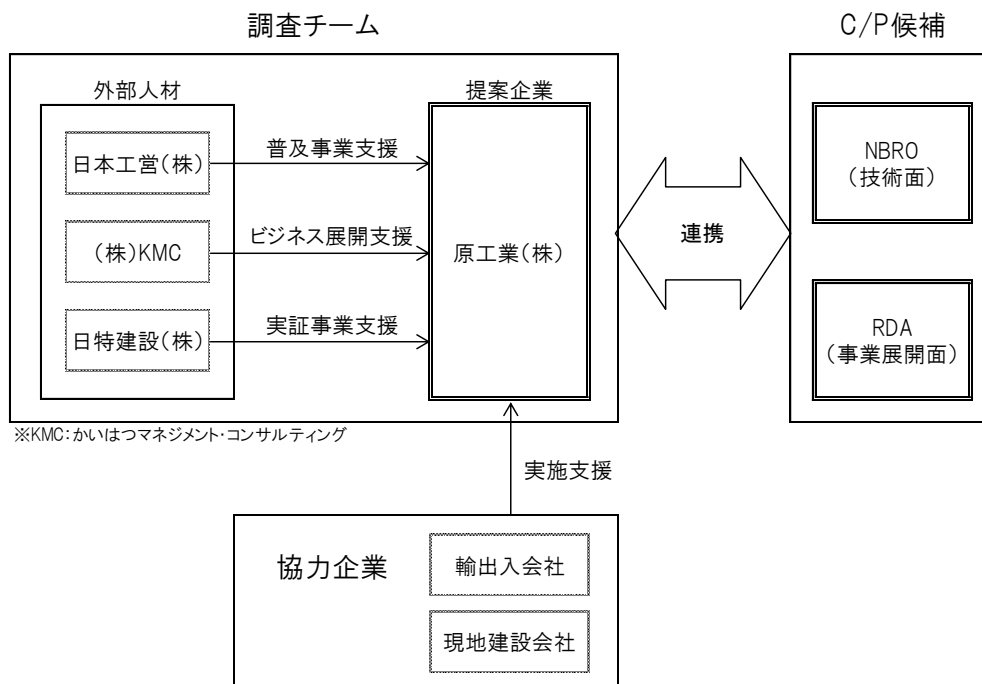 調査チーム
C/P候補
外部人材
提案企業
日本工営(株)
普及事業支援
(株)KMC
ビジネス展開支援
原工業(株)
日特建設(株)
実証事業支援
連携
NBRO
(技術面)
RDA
(事業展開面)
※KMC:かいはつマネジメント・コンサルティング
実施支援
協力企業
輸出入会社
現地建設会社